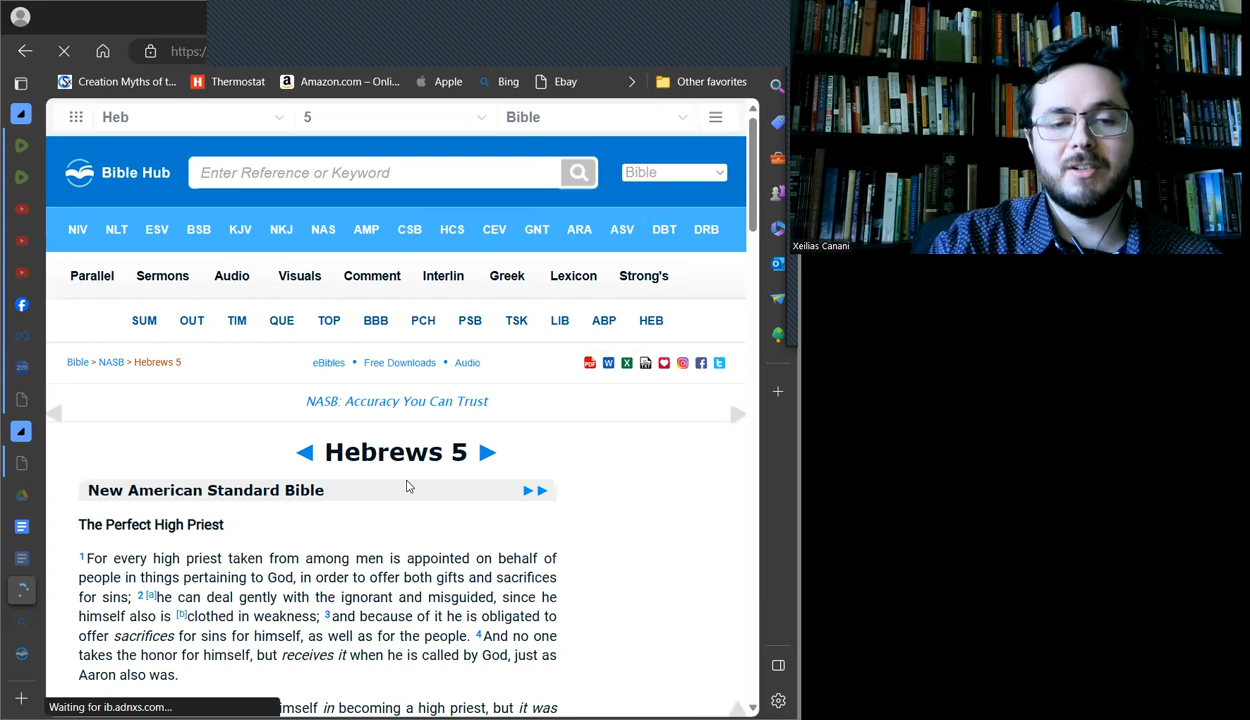 https:/
Creation Myths of t...
Thermostat
Amazon.com – Onli...
Apple
Bing
Ebay
Other favorites
Heb
5
Bible
Bible Hub
Enter Reference or Keyword
Bible
NIV NLT ESV BSB KJV NKJ NAS AMP CSB HCS CEV GNT ARA ASV DBT DRB
Parallel Sermons Audio Visuals Comment Interlin Greek Lexicon Strong's
SUM OUT TIM QUE TOP BBB PCH PSB TSK LIB ABP HEB
Bible > NASB > Hebrews 5
eBibles • Free Downloads • Audio
NASB: Accuracy You Can Trust
◄ Hebrews 5 ►
New American Standard Bible
The Perfect High Priest
1 For every high priest taken from among men is appointed on behalf of
people in things pertaining to God, in order to offer both gifts and sacrifices
for sins; 2 [a]he can deal gently with the ignorant and misguided, since he
himself also is [b]clothed in weakness; 3 and because of it he is obligated to
offer sacrifices for sins for himself, as well as for the people. 4 And no one
takes the honor for himself, but receives it when he is called by God, just as
Aaron also was.
imself in becoming a high priest, but it was
Waiting for ib.adnxs.com...
Xeilias Canani